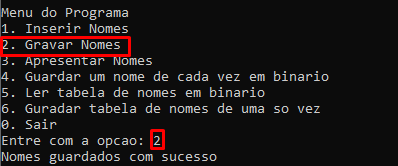 Menu do Programa
1. Inserir Nomes
2. Gravar Nomes
3. Apresentar Nomes
4. Guardar um nome de cada vez em binario
5. Ler tabela de nomes em binario
6. Guradar tabela de nomes de uma so vez
0. Sair
Entre com a opcao: 2
Nomes guardados com sucesso